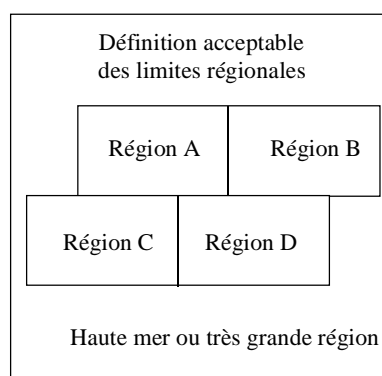 Définition acceptable
des limites régionales
Région A
Région B
Région C
Région D
Haute mer ou très grande région